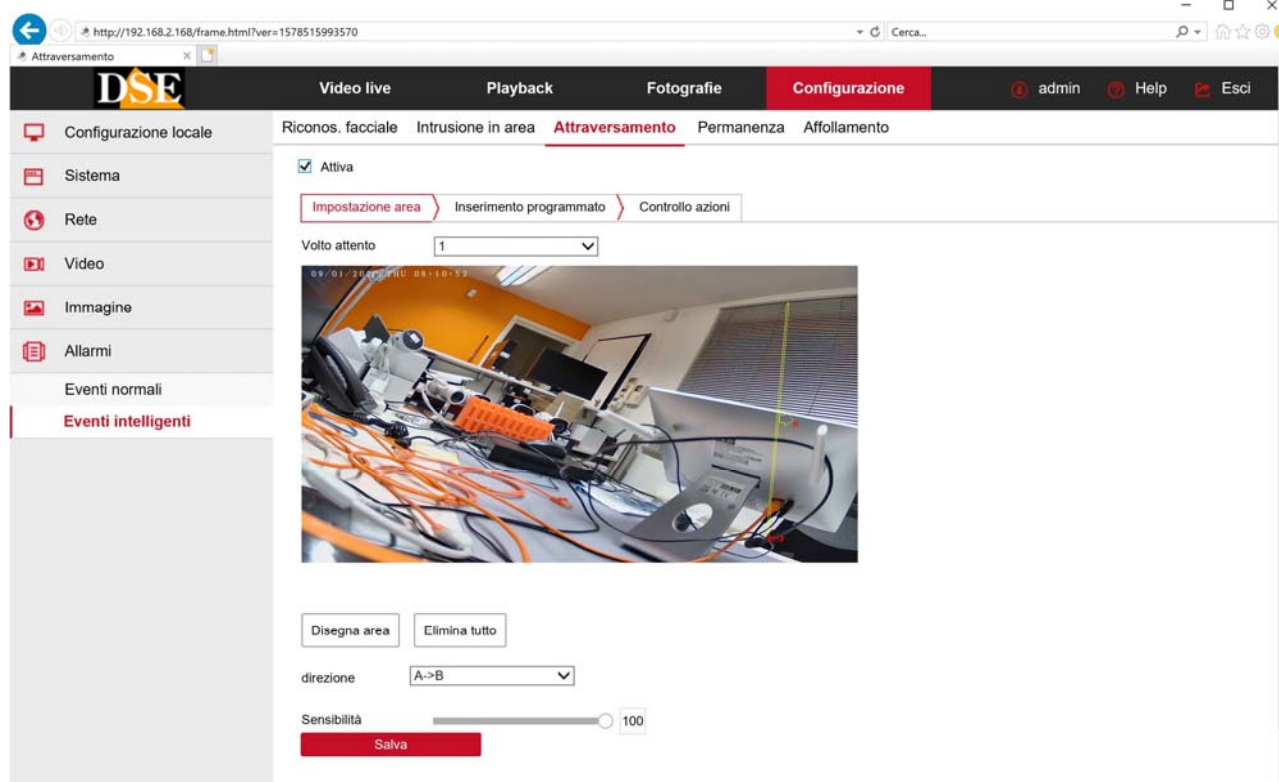 http://192.168.2.168/frame.html?ver=1578515993570
Cerca...
Attraversamento
DSE
Video live
Playback
Fotografie
Configurazione
admin
Help
Esci
Configurazione locale
Sistema
Rete
Video
Immagine
Allarmi
Eventi normali
Eventi intelligenti
Riconos. facciale
Intrusione in area
Attraversamento
Permanenza
Affollamento
Attiva
Impostazione area
Inserimento programmato
Controllo azioni
Volto attento
1
Disegna area
Elimina tutto
direzione
A->B
Sensibilità
100
Salva